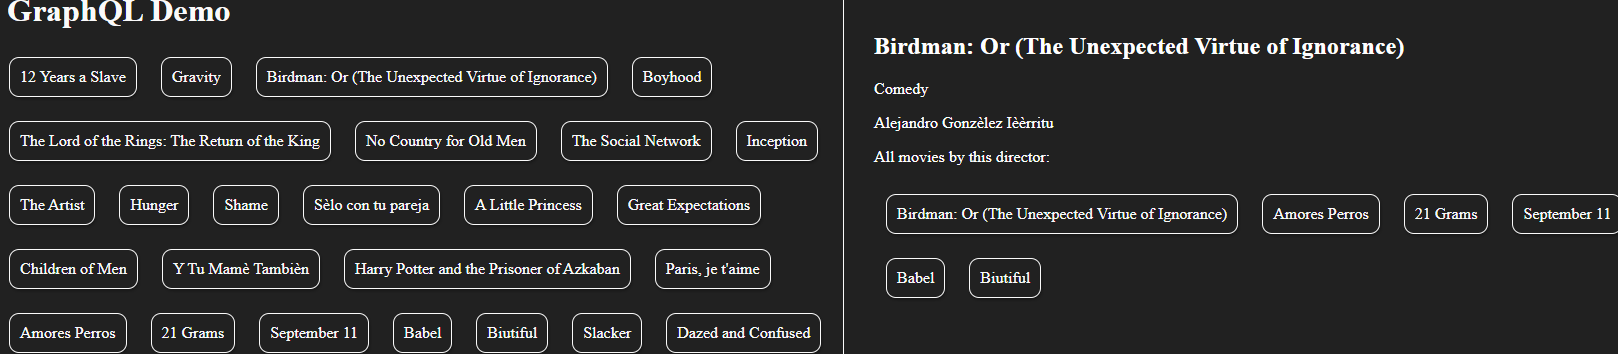 GraphQL Demo
12 Years a Slave
Gravity
Birdman: Or (The Unexpected Virtue of Ignorance)
Boyhood
The Lord of the Rings: The Return of the King
No Country for Old Men
The Social Network
Inception
The Artist
Hunger
Shame
Sèlo con tu pareja
A Little Princess
Great Expectations
Children of Men
Y Tu Mamè Tambièn
Harry Potter and the Prisoner of Azkaban
Paris, je t'aime
Amores Perros
21 Grams
September 11
Babel
Biutiful
Slacker
Dazed and Confused
Birdman: Or (The Unexpected Virtue of Ignorance)
Comedy
Alejandro Gonzèlez Ièèrritu
All movies by this director:
Birdman: Or (The Unexpected Virtue of Ignorance)
Amores Perros
21 Grams
September 11
Babel
Biutiful